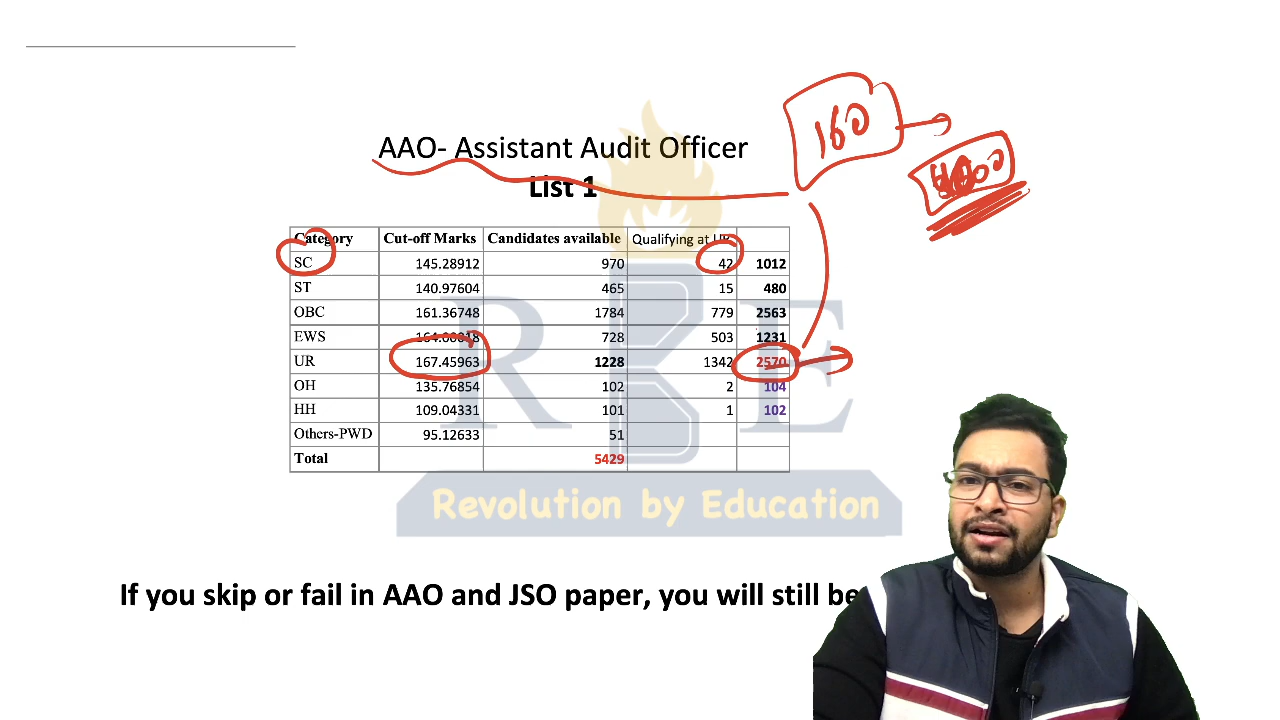 AAO- Assistant Audit Officer
List 1
160
Category Cut-off Marks Candidates available Qualifying at
SC 145.28912 970 42 1012
ST 140.97604 465 15 480
OBC 161.36748 1784 779 2563
EWS 728 503 1231
UR 167.45963 1228 1342 2570
OH 135.76854 102 2 104
HH 109.04331 101 1 102
Others-PWD 95.12633 51
Total 5429
RBE
Revolution by Education
If you skip or fail in AAO and JSO paper, you will still be